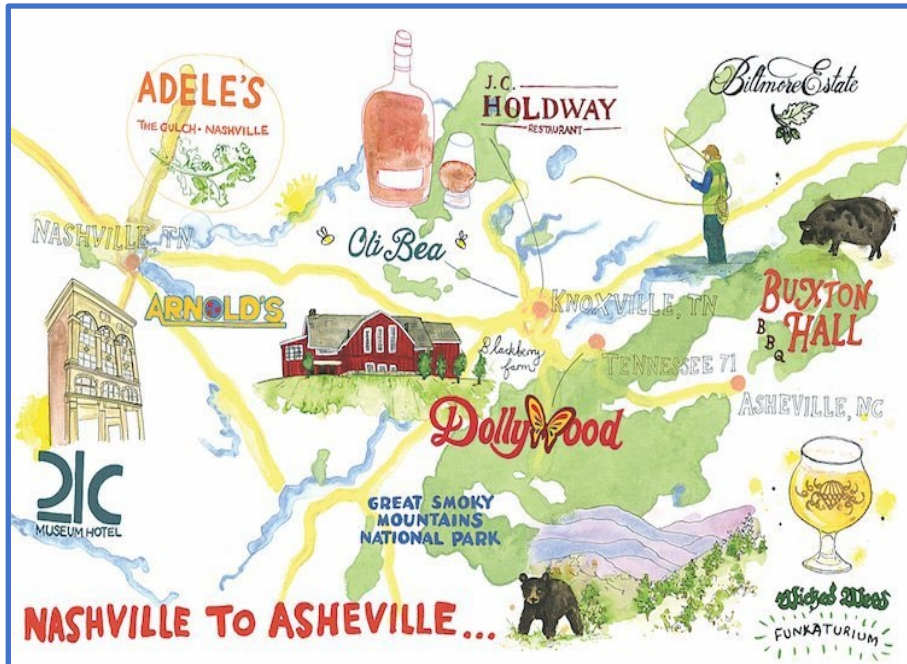 ADELE'S
THE GULCH • NASHVILLE
J.C.
HOLDWAY
RESTAURANT
Biltmore Estate
NASHVILLE, TN
Oli Bea
ARNOLD'S
KNOXVILLE, TN
BUXTON
HALL
BBQ
Blackberry
farm
TENNESSEE 71
ASHEVILLE, NC
Dollywood
21C
MUSEUM HOTEL
GREAT SMOKY
MOUNTAINS
NATIONAL PARK
Wicked Weed
FUNKATORIUM
NASHVILLE TO ASHEVILLE...